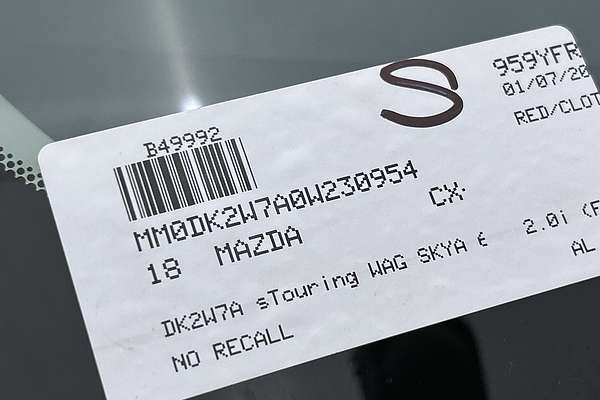 S
959YFR
01/07/20
RED/CLOT
B49992
MM0DK2W7A0W230954
18 MAZDA CX-
DK2W7A sTouring WAG SKYA 6 2.0i (F
AL
NO RECALL